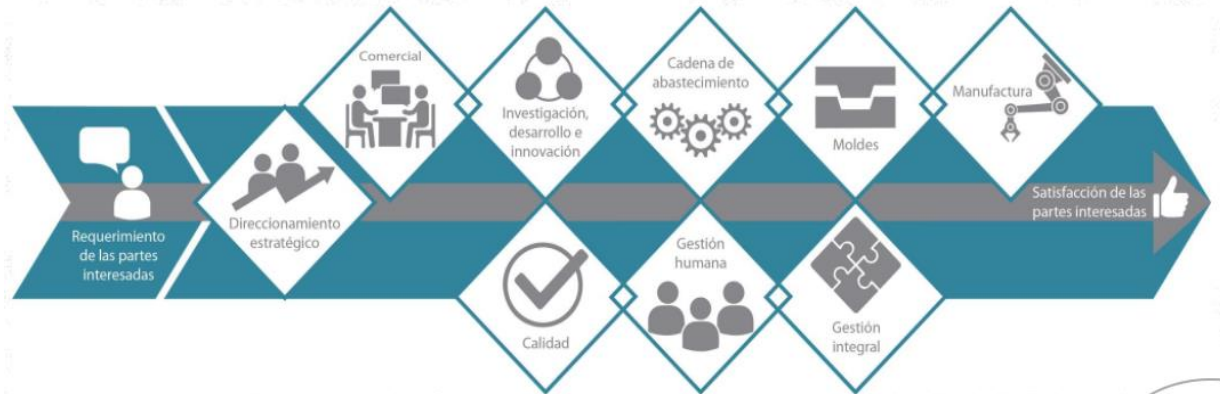 Requerimiento
de las partes
interesadas
Direccionamiento
estratégico
Comercial
Investigación,
desarrollo e
innovación
Cadena de
abastecimiento
Moldes
Manufactura
Calidad
Gestión
humana
Gestión
integral
Satisfacción de las
partes interesadas